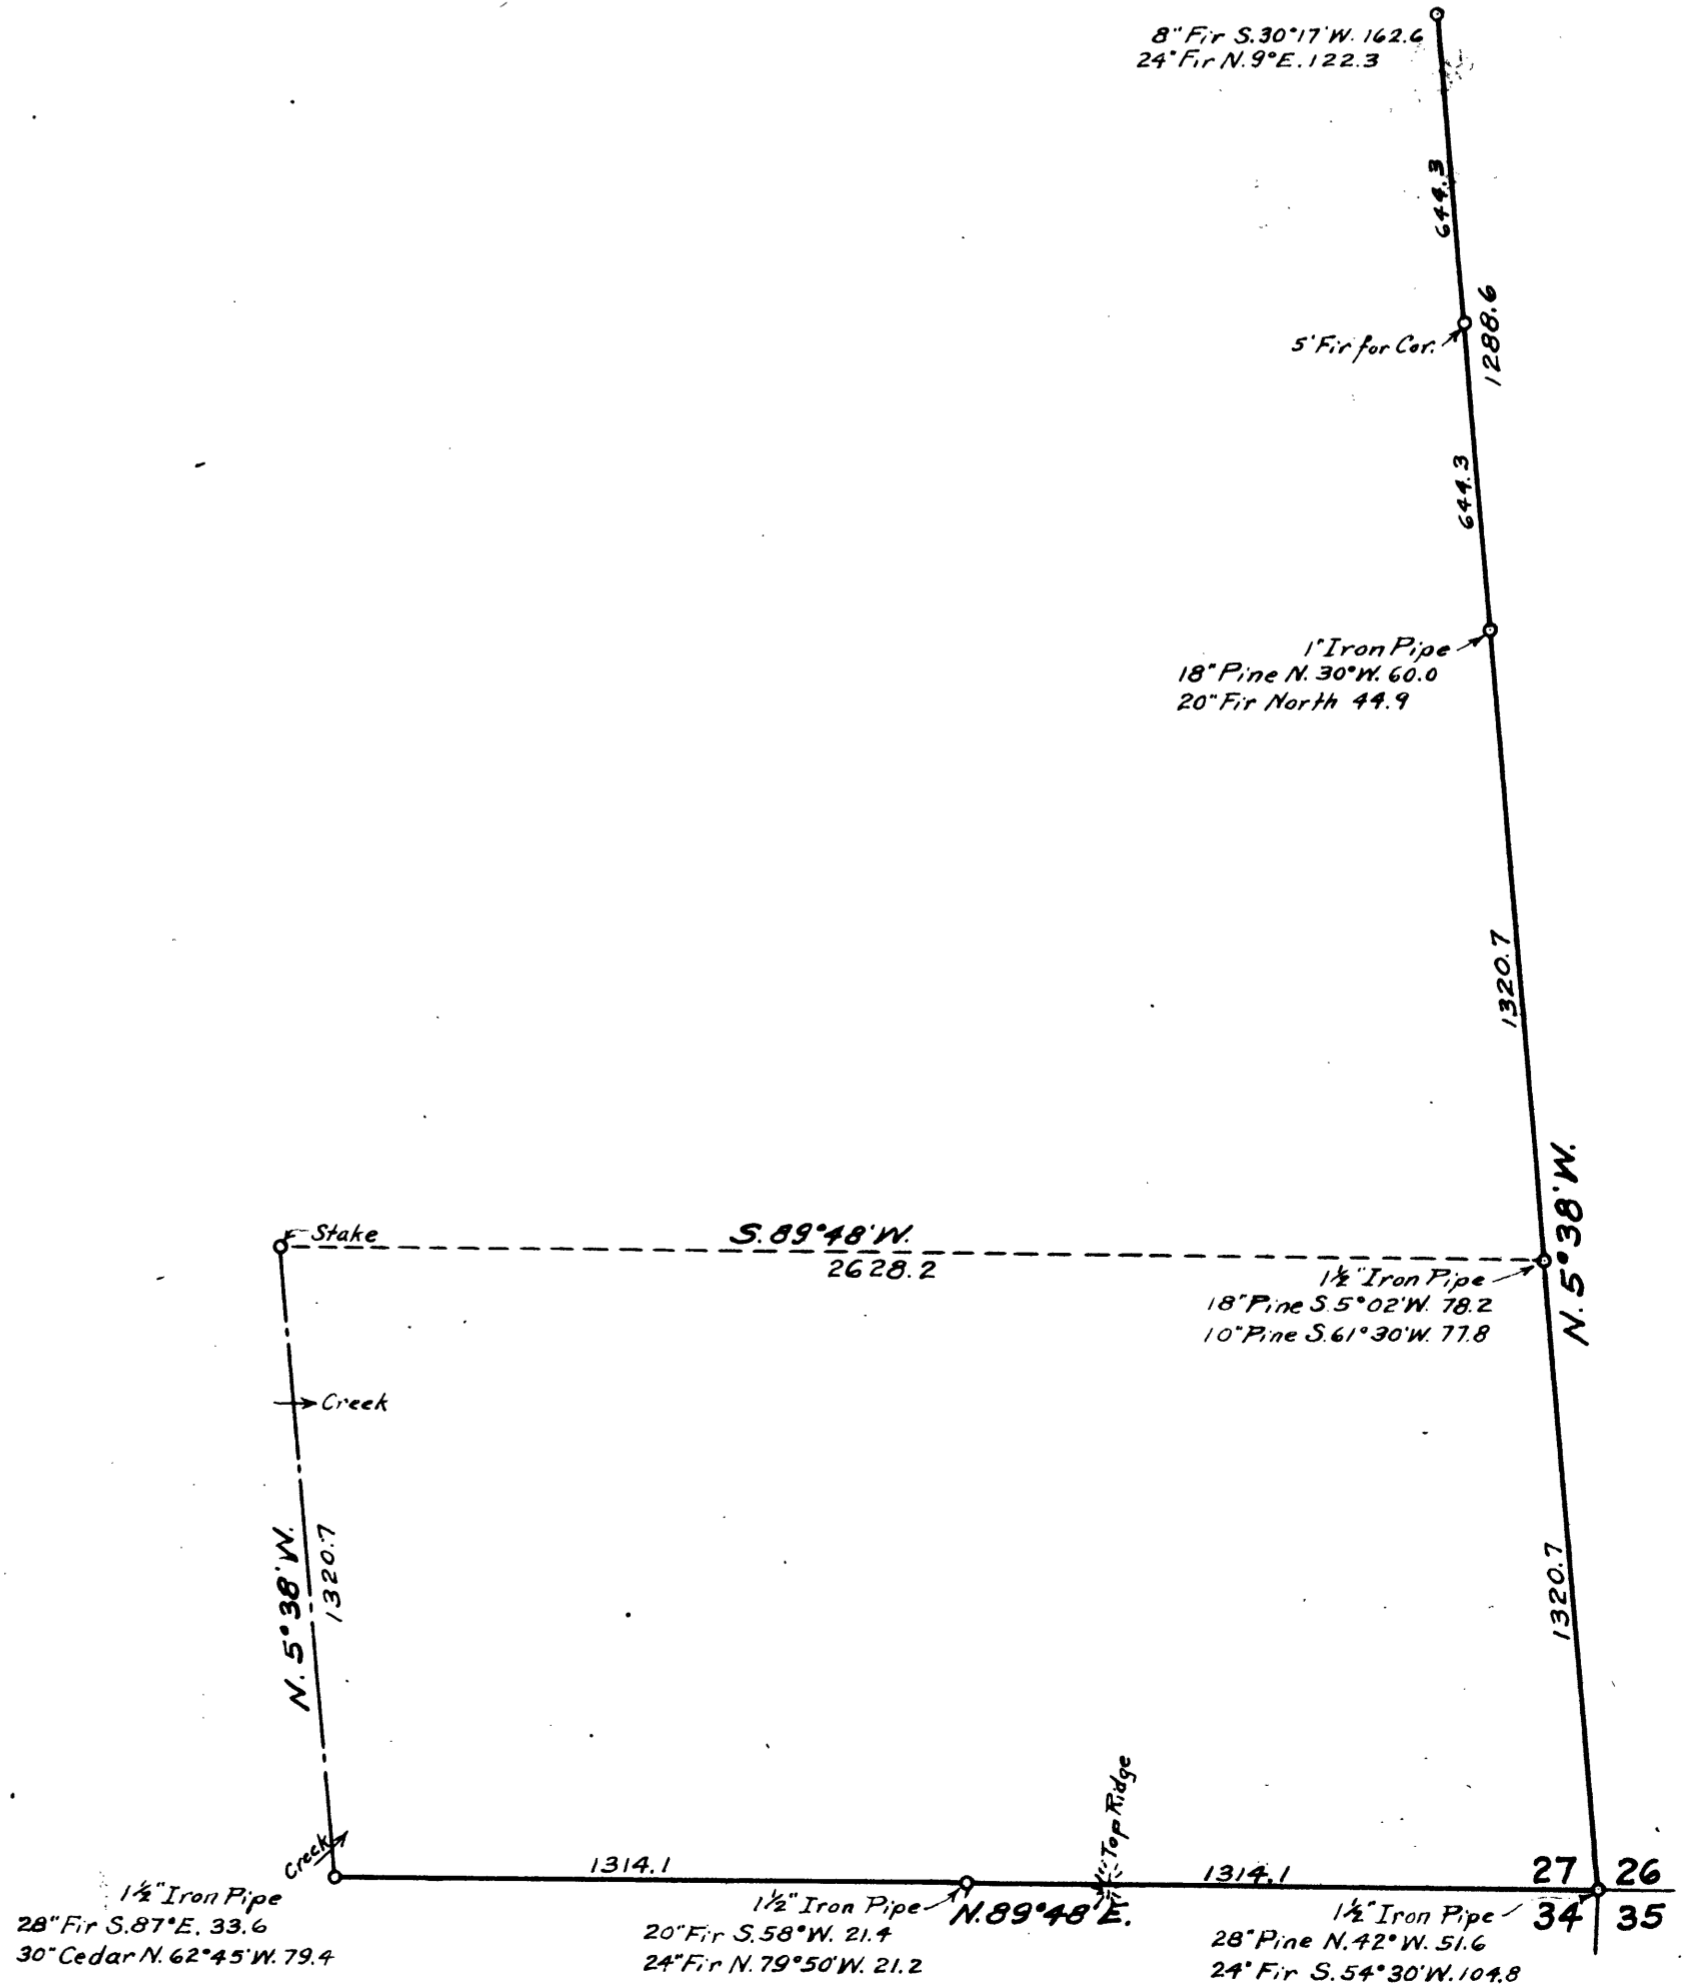 8" Fir S.30°17'W. 162.6
24" Fir N.9°E. 122.3
644.3
1288.6
5' Fir for Cor.
644.3
1" Iron Pipe
18" Pine N. 30°W. 60.0
20" Fir North 44.9
1320.7
N. 5°38' W.
Stake
S. 89°48' W.
2628.2
1½" Iron Pipe
18" Pine S. 5°02'W. 78.2
10" Pine S.61°30'W. 77.8
Creek
N. 5°38' W.
1320.7
1320.7
Top Ridge
Creek
1314.1
1314.1
27 26
34 35
1½" Iron Pipe
28" Fir S.87°E. 33.6
30" Cedar N. 62°45'W. 79.4
1½" Iron Pipe
N.89°48'E.
20" Fir S.58°W. 21.4
24" Fir N. 79°50'W. 21.2
1½" Iron Pipe
28" Pine N.42°W. 51.6
24" Fir S.54°30'W. 104.8